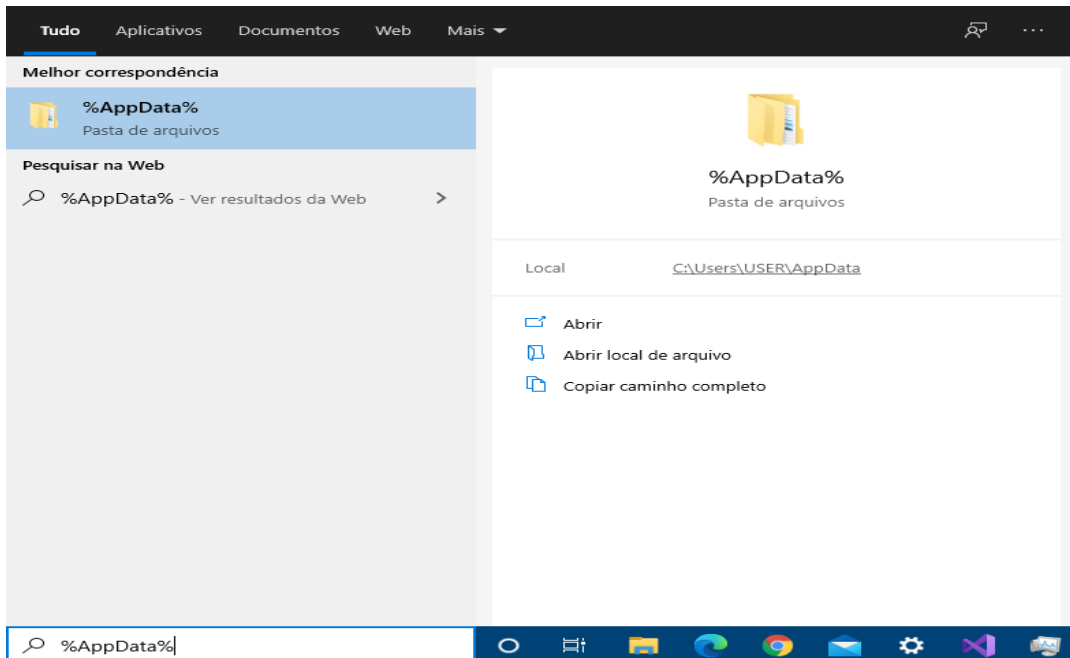 Tudo Aplicativos Documentos Web Mais
Melhor correspondência
%AppData%
Pasta de arquivos
Pesquisar na Web
%AppData% - Ver resultados da Web
%AppData%
Pasta de arquivos
Local C:\Users\USER\AppData
Abrir
Abrir local de arquivo
Copiar caminho completo
%AppData%